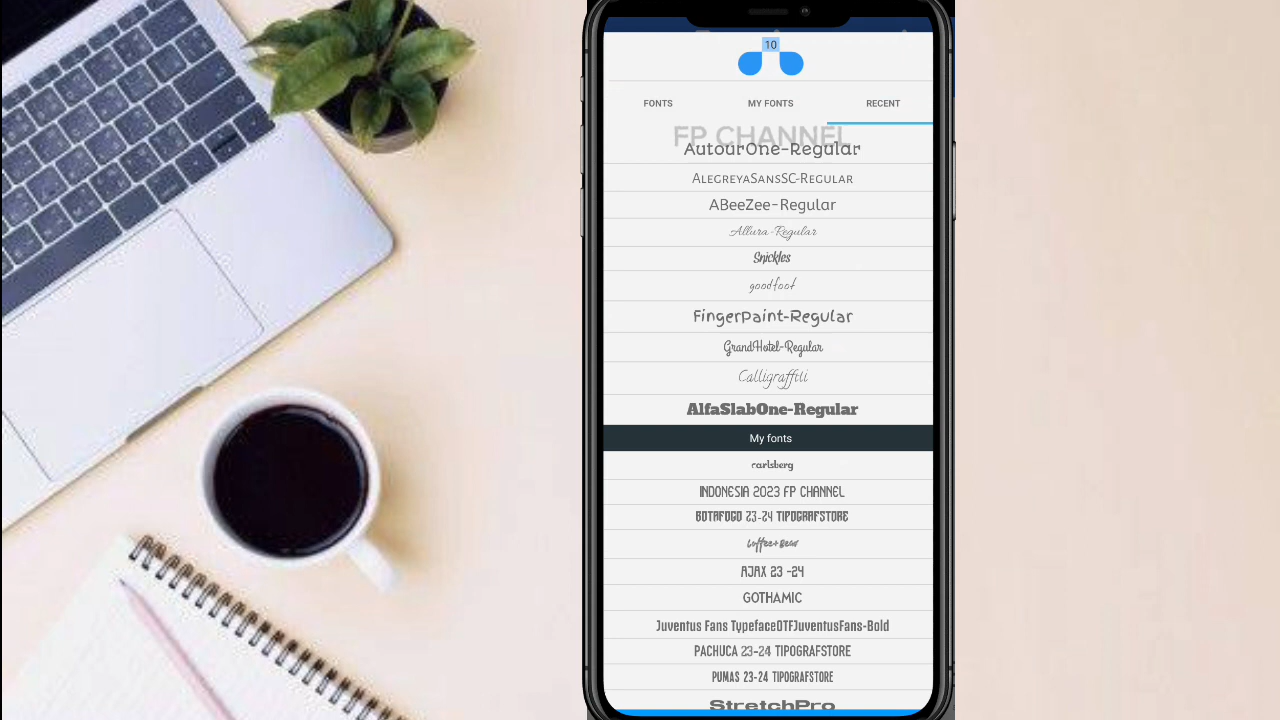 10
FONTS MY FONTS RECENT
FP CHANNEL
AutourOne-Regular
AlegreyaSansSC-Regular
ABeeZee-Regular
Allura-Regular
Snickles
goodfoot
FingerPaint-Regular
GrandHotel-Regular
Calligraffiti
AlfaSlabOne-Regular
My fonts
carlsberg
INDONESIA 2023 FP CHANNEL
BOTAFOGO 23-24 TIPOGRAFSTORE
coffee+bear
AJAX 23 -24
GOTHAMIC
Juventus Fans TypefaceOTFJuventusFans-Bold
PACHUCA 23-24 TIPOGRAFSTORE
PUMAS 23-24 TIPOGRAFSTORE
StretchPro